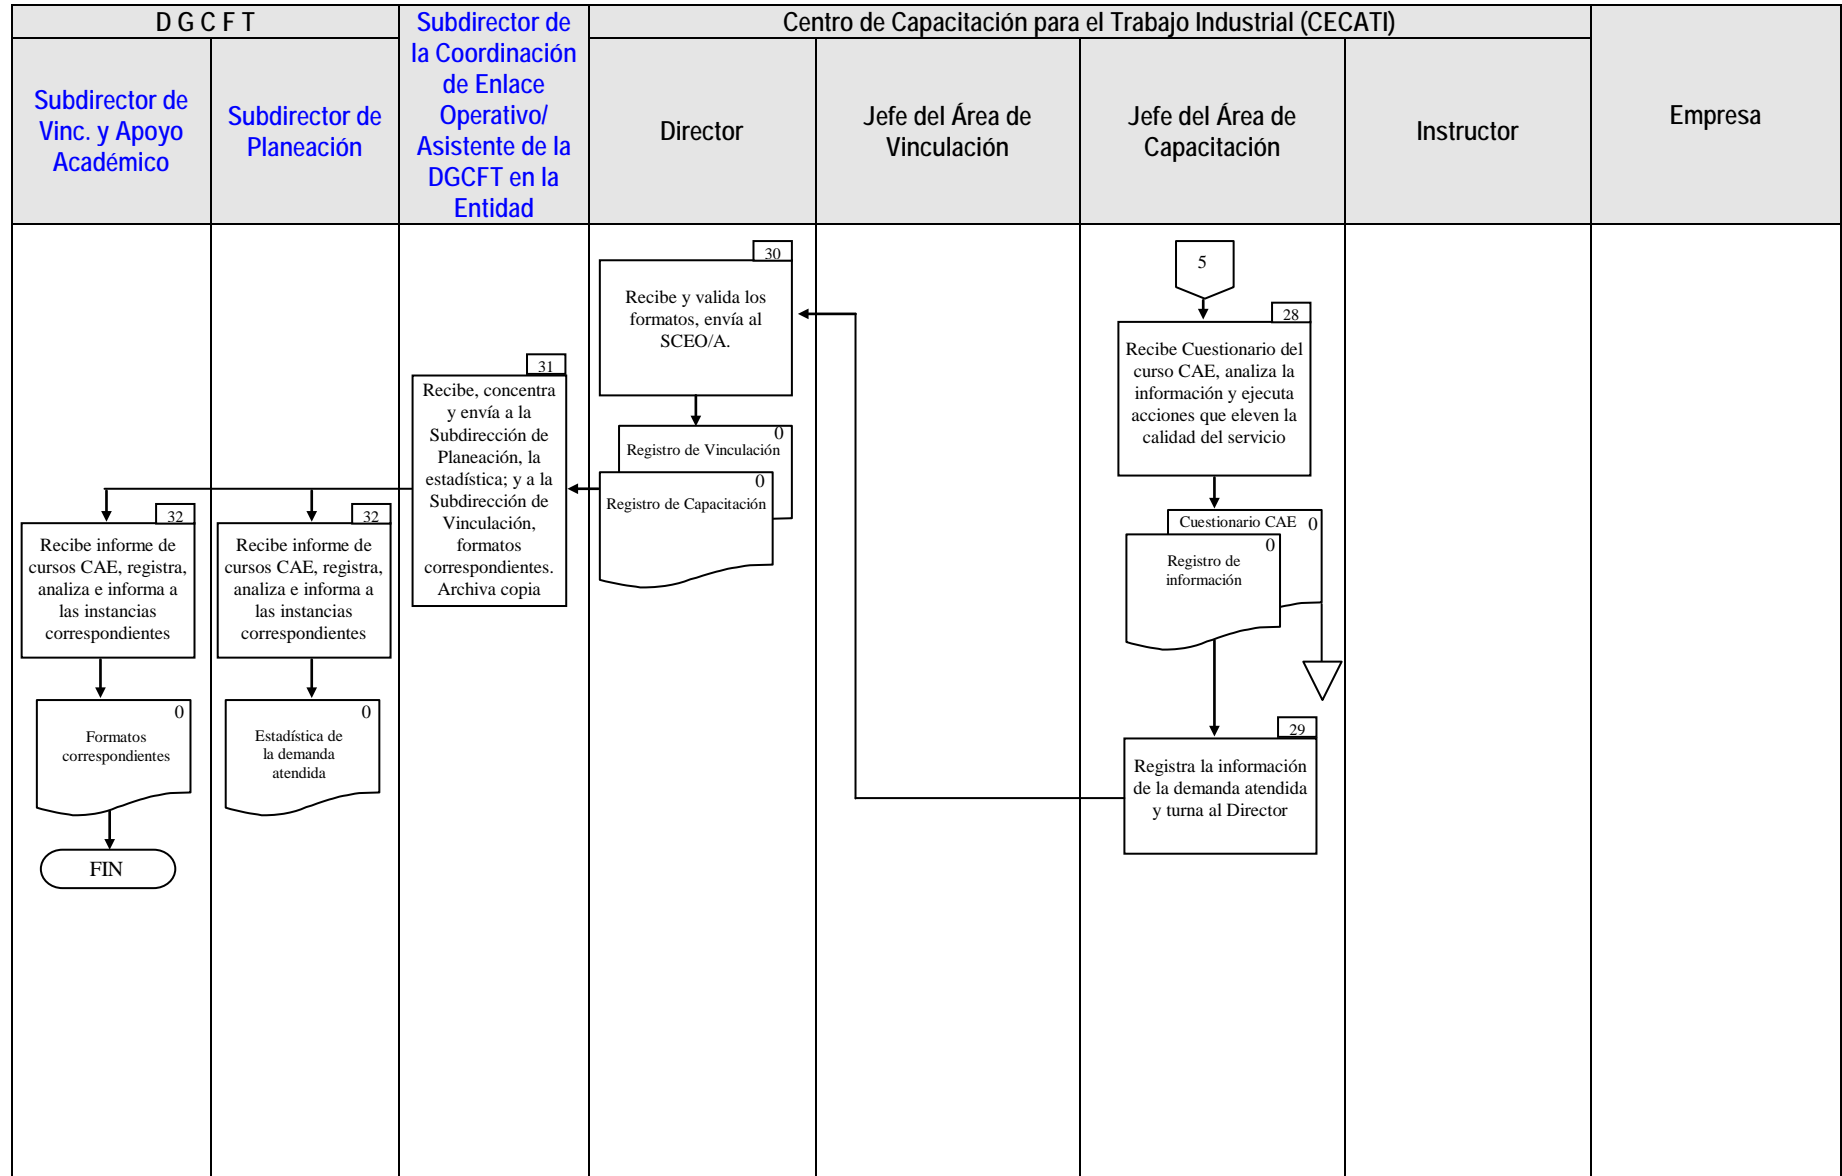 D G C F T
Subdirector de
la Coordinación
de Enlace
Operativo/
Asistente de la
DGCFT en la
Entidad
Centro de Capacitación para el Trabajo Industrial (CECATI)
Empresa
Subdirector de
Vinc. y Apoyo
Académico
Subdirector de
Planeación
Director
Jefe del Área de
Vinculación
Jefe del Área de
Capacitación
Instructor
5
28
Recibe Cuestionario del
curso CAE, analiza la
información y ejecuta
acciones que eleven la
calidad del servicio
Cuestionario CAE
0
0
Registro de
información
29
Registra la información
de la demanda atendida
y turna al Director
30
Recibe y valida los
formatos, envía al
SCEO/A.
0
Registro de Vinculación
0
Registro de Capacitación
31
Recibe, concentra
y envía a la
Subdirección de
Planeación, la
estadística; y a la
Subdirección de
Vinculación,
formatos
correspondientes.
Archiva copia
32
Recibe informe de
cursos CAE, registra,
analiza e informa a
las instancias
correspondientes
0
Formatos
correspondientes
FIN
32
Recibe informe de
cursos CAE, registra,
analiza e informa a
las instancias
correspondientes
0
Estadística de
la demanda
atendida